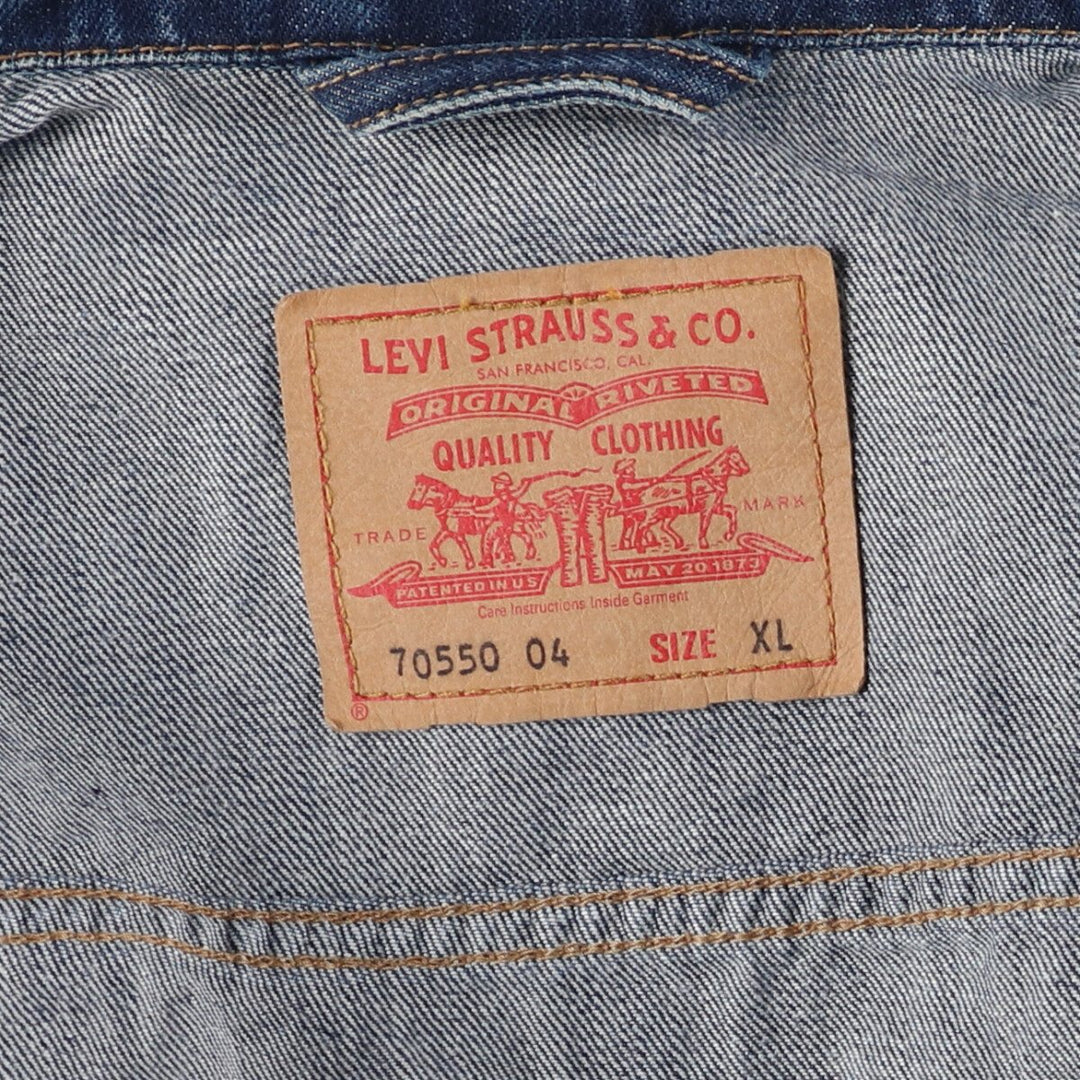 LEVI STRAUSS & CO.
SAN FRANCISCO, CAL.
ORIGINAL RIVETED
QUALITY CLOTHING
TRADE MARK
PATENTED IN U S MAY 20 1873
Care Instructions Inside Garment
70550 04 SIZE XL
®